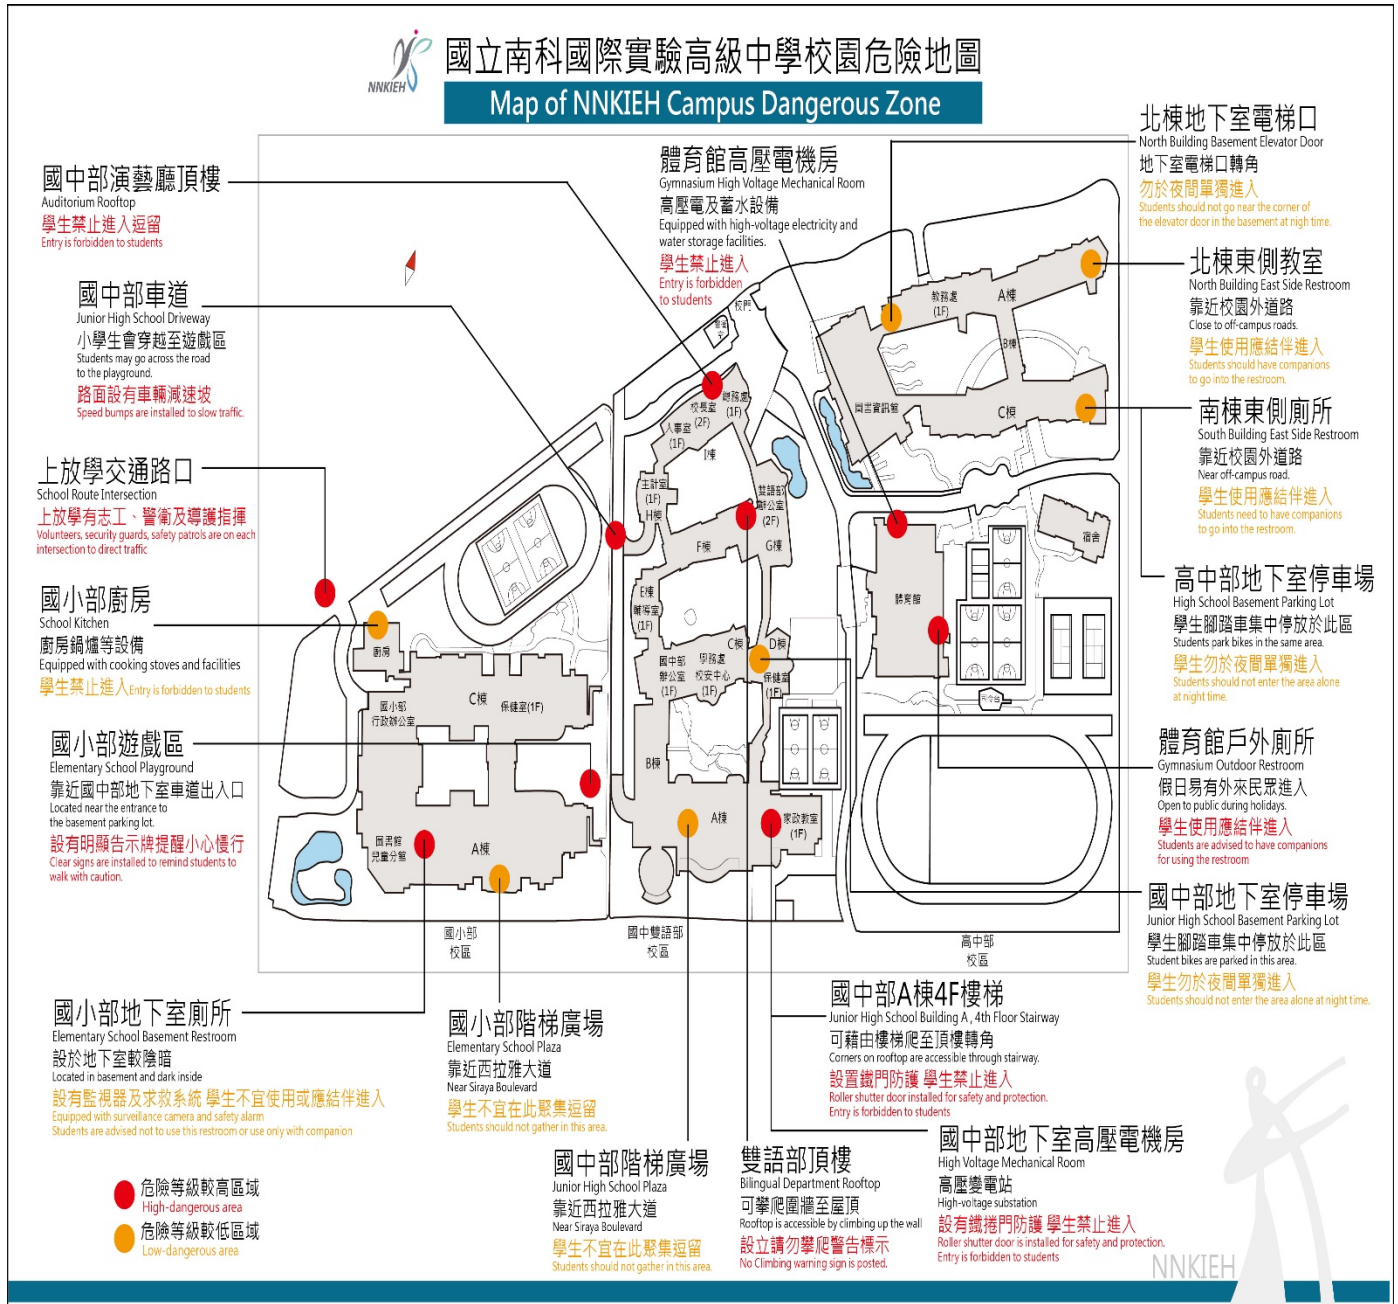 NNKIEH
國立南科國際實驗高級中學校園危險地圖
Map of NNKIEH Campus Dangerous Zone
國中部演藝廳頂樓
Auditorium Rooftop
學生禁止進入逗留
Entry is forbidden to students
國中部車道
Junior High School Driveway
小學生會穿越至遊戲區
Students may go across the road
to the playground.
路面設有車輛減速坡
Speed bumps are installed to slow traffic.
上放學交通路口
School Route Intersection
上放學有志工、警衛及導護指揮
Volunteers, security guards, safety patrols are on each
intersection to direct traffic
國小部廚房
School Kitchen
廚房鍋爐等設備
Equipped with cooking stoves and facilities
學生禁止進入Entry is forbidden to students
國小部遊戲區
Elementary School Playground
靠近國中部地下室車道出入口
Located near the entrance to
the basement parking lot.
設有明顯告示牌提醒小心慢行
Clear signs are installed to remind students to
walk with caution.
國小部地下室廁所
Elementary School Basement Restroom
設於地下室較陰暗
Located in basement and dark inside
設有監視器及求救系統 學生不宜使用或應結伴進入
Equipped with surveillance camera and safety alarm
Students are advised not to use this restroom or use only with companion
危險等級較高區域
High-dangerous area
危險等級較低區域
Low-dangerous area
體育館高壓電機房
Gymnasium High Voltage Mechanical Room
高壓電及蓄水設備
Equipped with high-voltage electricity and
water storage facilities.
學生禁止進入
Entry is forbidden
to students
北棟地下室電梯口
North Building Basement Elevator Door
地下室電梯口轉角
勿於夜間單獨進入
Students should not go near the corner of
the elevator door in the basement at nigh time.
北棟東側教室
North Building East Side Restroom
靠近校園外道路
Close to off-campus roads.
學生使用應結伴進入
Students should have companions
to go into the restroom.
南棟東側廁所
South Building East Side Restroom
靠近校園外道路
Near off-campus road.
學生使用應結伴進入
Students need to have companions
to go into the restroom.
高中部地下室停車場
High School Basement Parking Lot
學生腳踏車集中停放於此區
Students park bikes in the same area.
學生勿於夜間單獨進入
Students should not enter the area alone
at night time.
體育館戶外廁所
Gymnasium Outdoor Restroom
假日易有外來民眾進入
Open to public during holidays.
學生使用應結伴進入
Students are advised to have companions
for using the restroom
國中部地下室停車場
Junior High School Basement Parking Lot
學生腳踏車集中停放於此區
Student bikes are parked in this area.
學生勿於夜間單獨進入
Students should not enter the area alone at night time.
校門
教務處
(1F)
A棟
B棟
C棟
圖書資訊館
校長室
(2F)
總務處
(1F)
人事室
(1F)
I棟
主計室
(1F)
H棟
雙語部
辦公室
(2F)
F棟
G棟
E棟
輔導室
(1F)
國中部
辦公室
(1F)
學務處
校安中心
(1F)
C棟
D棟
保健室
(1F)
B棟
A棟
家政教室
(1F)
體育館
宿舍
司令台
廚房
C棟
保健室(1F)
國小部
行政辦公室
圖書館
兒童分館
A棟
國小部
校區
國中雙語部
校區
高中部
校區
國小部階梯廣場
Elementary School Plaza
靠近西拉雅大道
Near Siraya Boulevard
學生不宜在此聚集逗留
Students should not gather in this area.
國中部階梯廣場
Junior High School Plaza
靠近西拉雅大道
Near Siraya Boulevard
學生不宜在此聚集逗留
Students should not gather in this area.
雙語部頂樓
Bilingual Department Rooftop
可攀爬圍牆至屋頂
Rooftop is accessible by climbing up the wall
設立請勿攀爬警告標示
No Climbing warning sign is posted.
國中部A棟4F樓梯
Junior High School Building A , 4th Floor Stairway
可藉由樓梯爬至頂樓轉角
Corners on rooftop are accessible through stairway.
設置鐵門防護 學生禁止進入
Roller shutter door installed for safety and protection.
Entry is forbidden to students
國中部地下室高壓電機房
High Voltage Mechanical Room
高壓變電站
High-voltage substation
設有鐵捲門防護 學生禁止進入
Roller shutter door is installed for safety and protection.
Entry is forbidden to students
NNKIEH